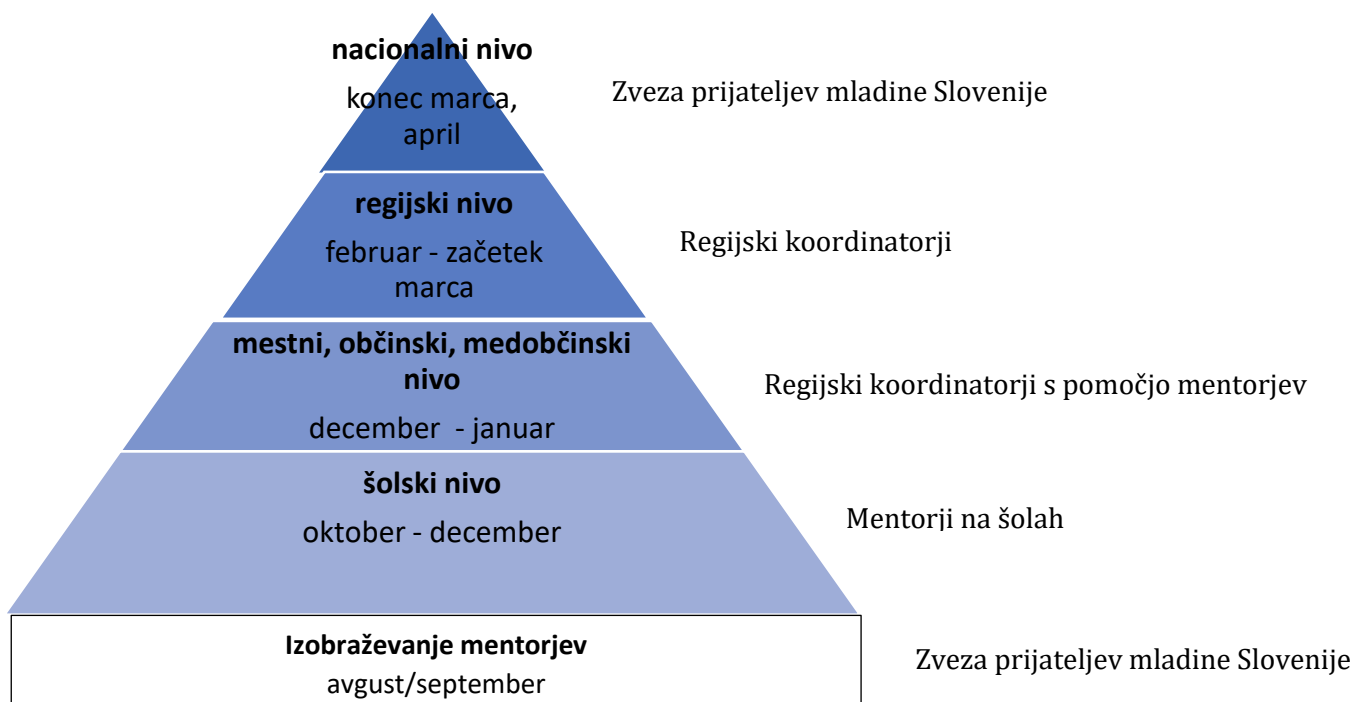 nacionalni nivo
konec marca,
april
Zveza prijateljev mladine Slovenije
regijski nivo
februar - začetek
marca
Regijski koordinatorji
mestni, občinski, medobčinski
nivo
december - januar
Regijski koordinatorji s pomočjo mentorjev
šolski nivo
oktober - december
Mentorji na šolah
Izobraževanje mentorjev
avgust/september
Zveza prijateljev mladine Slovenije